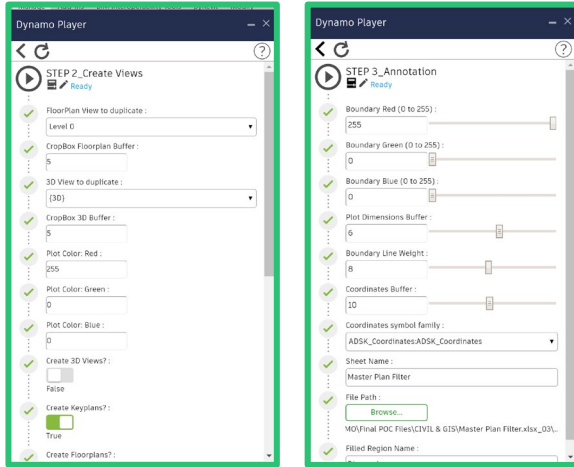 Dynamo Player
STEP 2_Create Views
Ready
FloorPlan View to duplicate :
Level 0
CropBox Floorplan Buffer :
5
3D View to duplicate :
{3D}
CropBox 3D Buffer :
5
Plot Color: Red :
255
Plot Color: Green :
0
Plot Color: Blue :
0
Create 3D Views? :
False
Create Keyplans? :
True
Create Floorplans? :
Dynamo Player
STEP 3_Annotation
Ready
Boundary Red (0 to 255) :
255
Boundary Green (0 to 255) :
0
Boundary Blue (0 to 255) :
0
Plot Dimensions Buffer :
6
Boundary Line Weight :
8
Coordinates Buffer :
10
Coordinates symbol family :
ADSK_Coordinates:ADSK_Coordinates
Sheet Name :
Master Plan Filter
File Path :
Browse...
MO\Final POC Files\CIVIL & GIS\Master Plan Filter.xlsx_03\..
Filled Region Name :